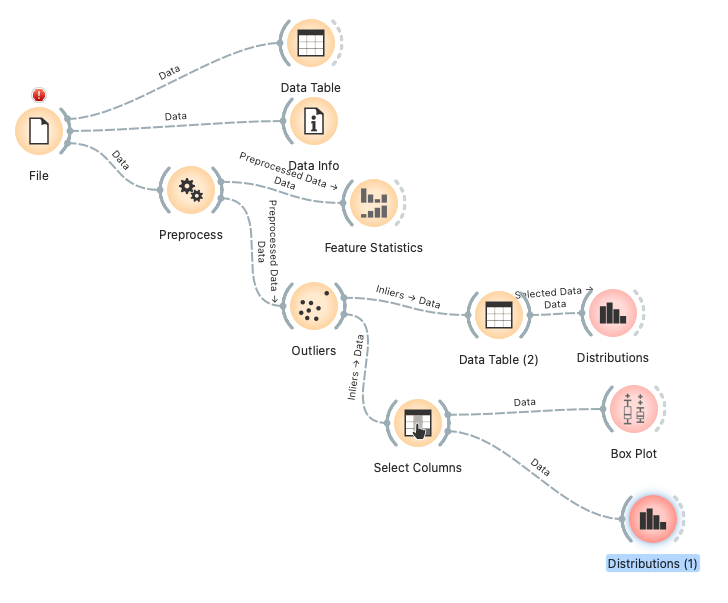 Data
Data Table
Data
Data Info
File
Data
Preprocessed Data →
Data
Preprocess
Feature Statistics
Preprocessed Data →
Data
Outliers
Inliers → Data
Selected Data →
Data
Data Table (2)
Distributions
Inliers → Data
Select Columns
Data
Box Plot
Data
Distributions (1)